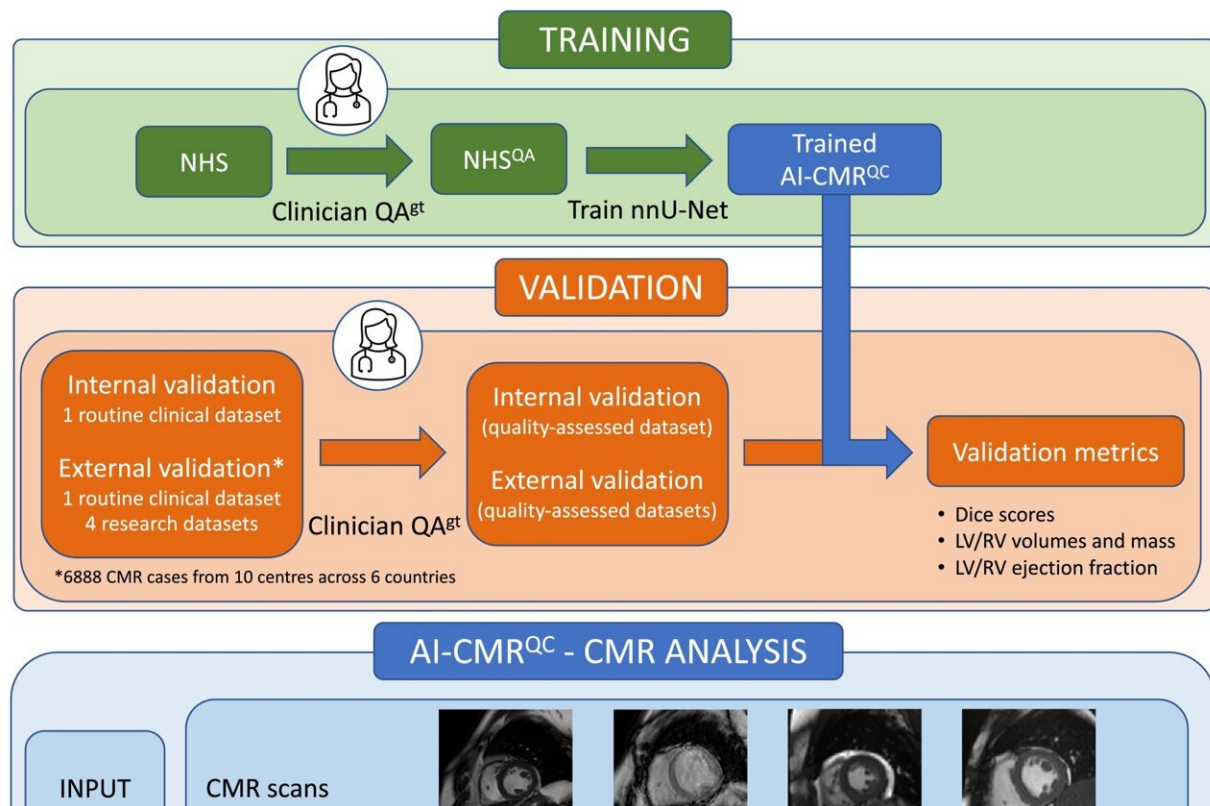 TRAINING
NHS
Clinician QAᵍᵗ
NHSQA
Train nnU-Net
Trained
AI-CMRQC
VALIDATION
Internal validation
1 routine clinical dataset
External validation*
1 routine clinical dataset
4 research datasets
*6888 CMR cases from 10 centres across 6 countries
Clinician QAᵍᵗ
Internal validation
(quality-assessed dataset)
External validation
(quality-assessed datasets)
Validation metrics
• Dice scores
• LV/RV volumes and mass
• LV/RV ejection fraction
AI-CMRQC - CMR ANALYSIS
INPUT
CMR scans